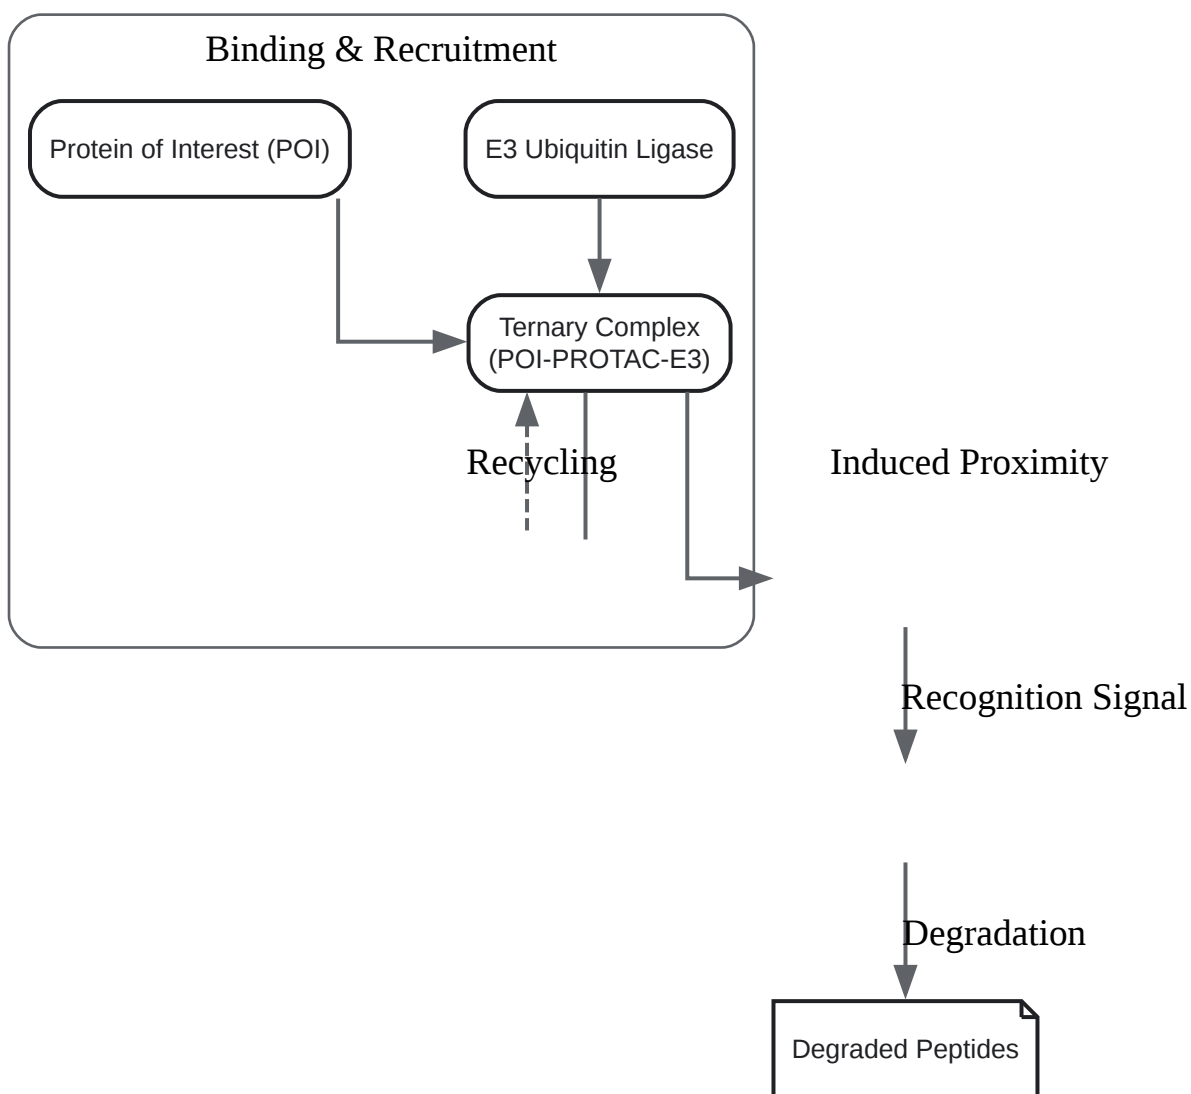 Binding & Recruitment
Protein of Interest (POI)
E3 Ubiquitin Ligase
Ternary Complex
(POI-PROTAC-E3)
Recycling
Induced Proximity
Recognition Signal
Degradation
Degraded Peptides